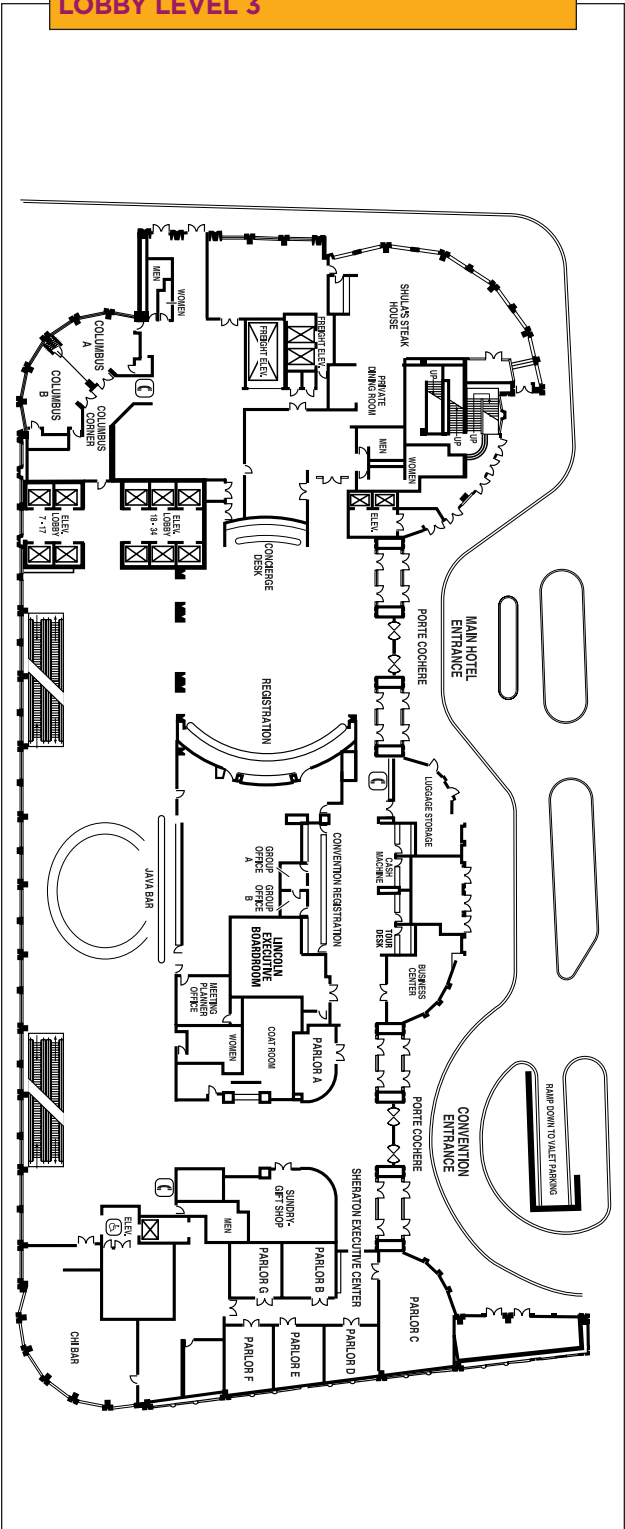 LOBBY LEVEL 3
MEN
WOMEN
COLUMBUS
A
COLUMBUS
B
COLUMBUS
CORNER
FREIGHT ELEV.
FREIGHT ELEV.
SHULA'S STEAK
HOUSE
PRIVATE
DINING ROOM
UP
UP
UP
MEN
WOMEN
ELEV.
ELEV.
LOBBY
7 - 17
ELEV.
LOBBY
18 - 34
CONCIERGE
DESK
REGISTRATION
PORTE COCHERE
MAIN HOTEL
ENTRANCE
LUGGAGE STORAGE
CASH
MACHINE
TOUR
DESK
BUSINESS
CENTER
CONVENTION REGISTRATION
GROUP
OFFICE
A
GROUP
OFFICE
B
LINCOLN
EXECUTIVE
BOARDROOM
JAVA BAR
MEETING
PLANNER
OFFICE
WOMEN
COAT ROOM
PARLOR A
PORTE COCHERE
CONVENTION
ENTRANCE
RAMP DOWN TO VALET PARKING
SUNDRY-
GIFT SHOP
MEN
ELEV.
SHERATON EXECUTIVE CENTER
PARLOR G
PARLOR B
PARLOR C
PARLOR F
PARLOR E
PARLOR D
CHI BAR